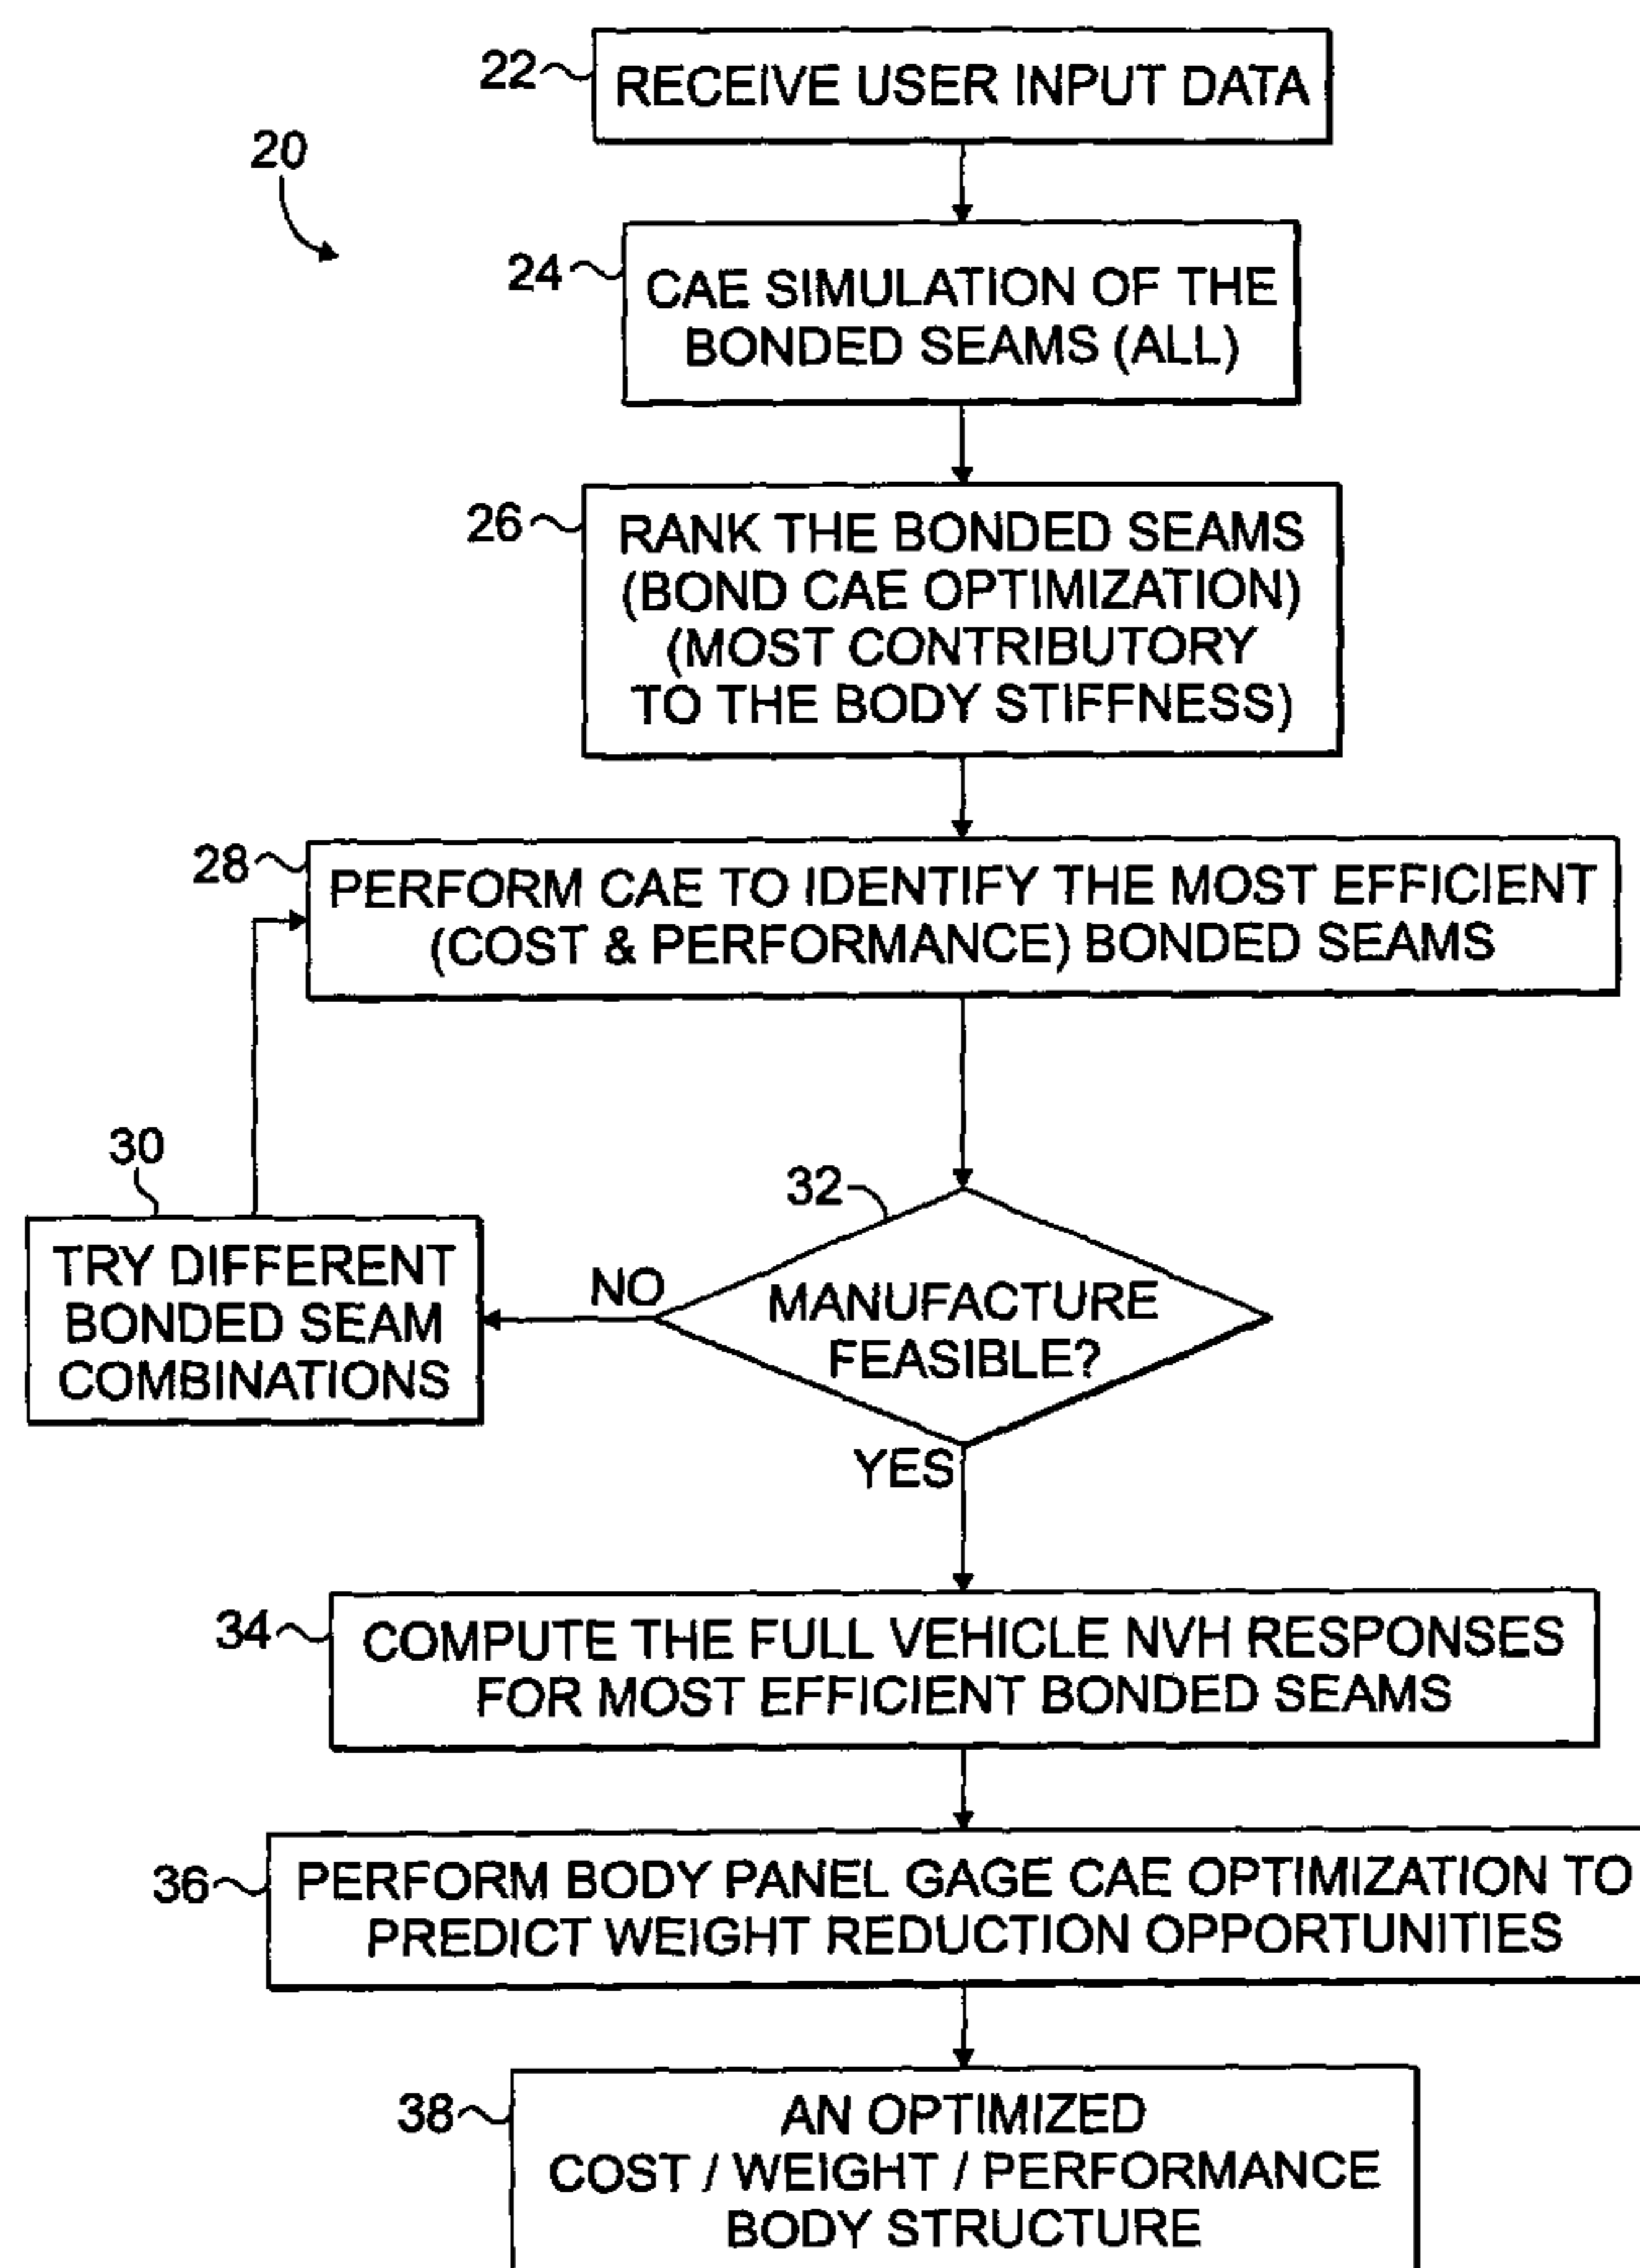 22
RECEIVE USER INPUT DATA
20
24
CAE SIMULATION OF THE
BONDED SEAMS (ALL)
26
RANK THE BONDED SEAMS
(BOND CAE OPTIMIZATION)
(MOST CONTRIBUTORY
TO THE BODY STIFFNESS)
28
PERFORM CAE TO IDENTIFY THE MOST EFFICIENT
(COST & PERFORMANCE) BONDED SEAMS
30
TRY DIFFERENT
BONDED SEAM
COMBINATIONS
NO
32
MANUFACTURE
FEASIBLE?
YES
34
COMPUTE THE FULL VEHICLE NVH RESPONSES
FOR MOST EFFICIENT BONDED SEAMS
36
PERFORM BODY PANEL GAGE CAE OPTIMIZATION TO
PREDICT WEIGHT REDUCTION OPPORTUNITIES
38
AN OPTIMIZED
COST / WEIGHT / PERFORMANCE
BODY STRUCTURE